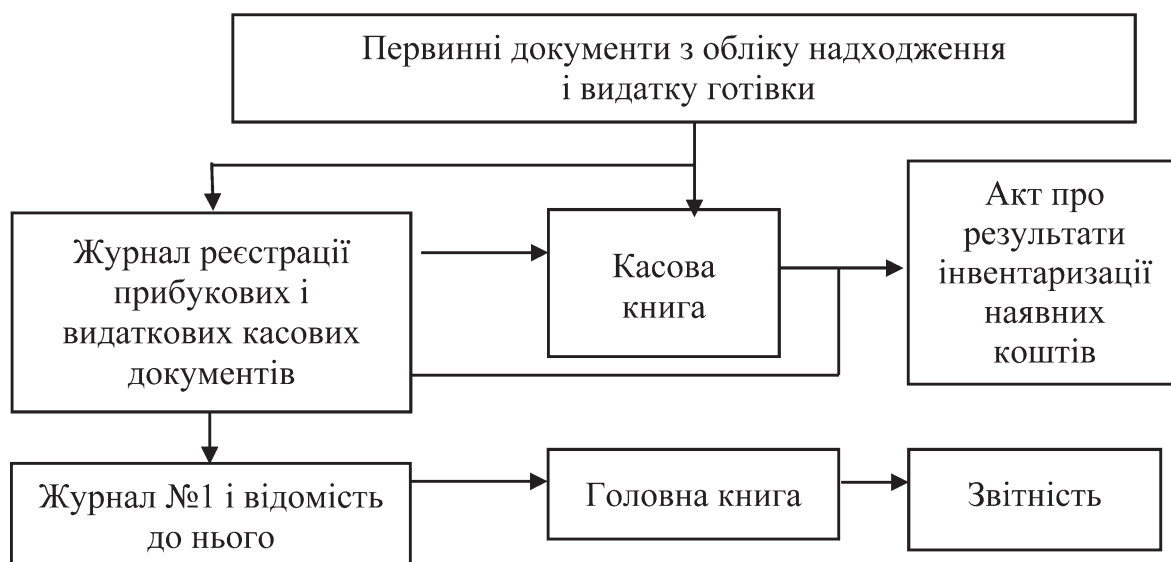 Первинні документи з обліку надходження
і видатку готівки
Журнал реєстрації
прибукових і
видаткових касових
документів
Касова
книга
Акт про
результати
інвентаризації
наявних
коштів
Журнал №1 і відомість
до нього
Головна книга
Звітність